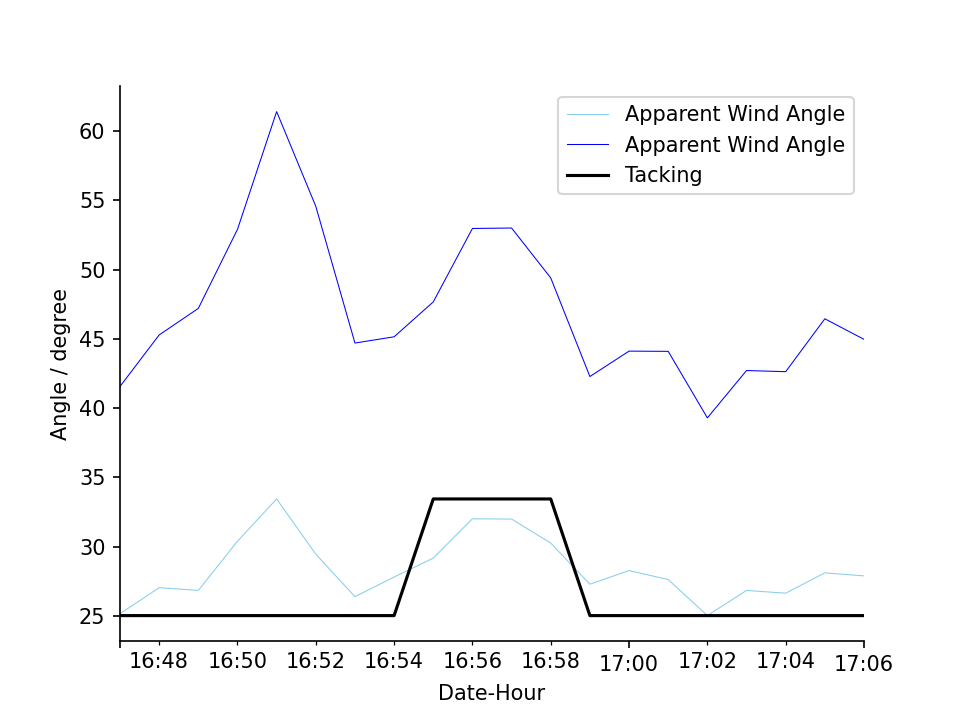 Apparent Wind Angle
Apparent Wind Angle
Tacking
60
55
50
45
40
35
30
25
Angle / degree
16:48 16:50 16:52 16:54 16:56 16:58 17:00 17:02 17:04 17:06
Date-Hour